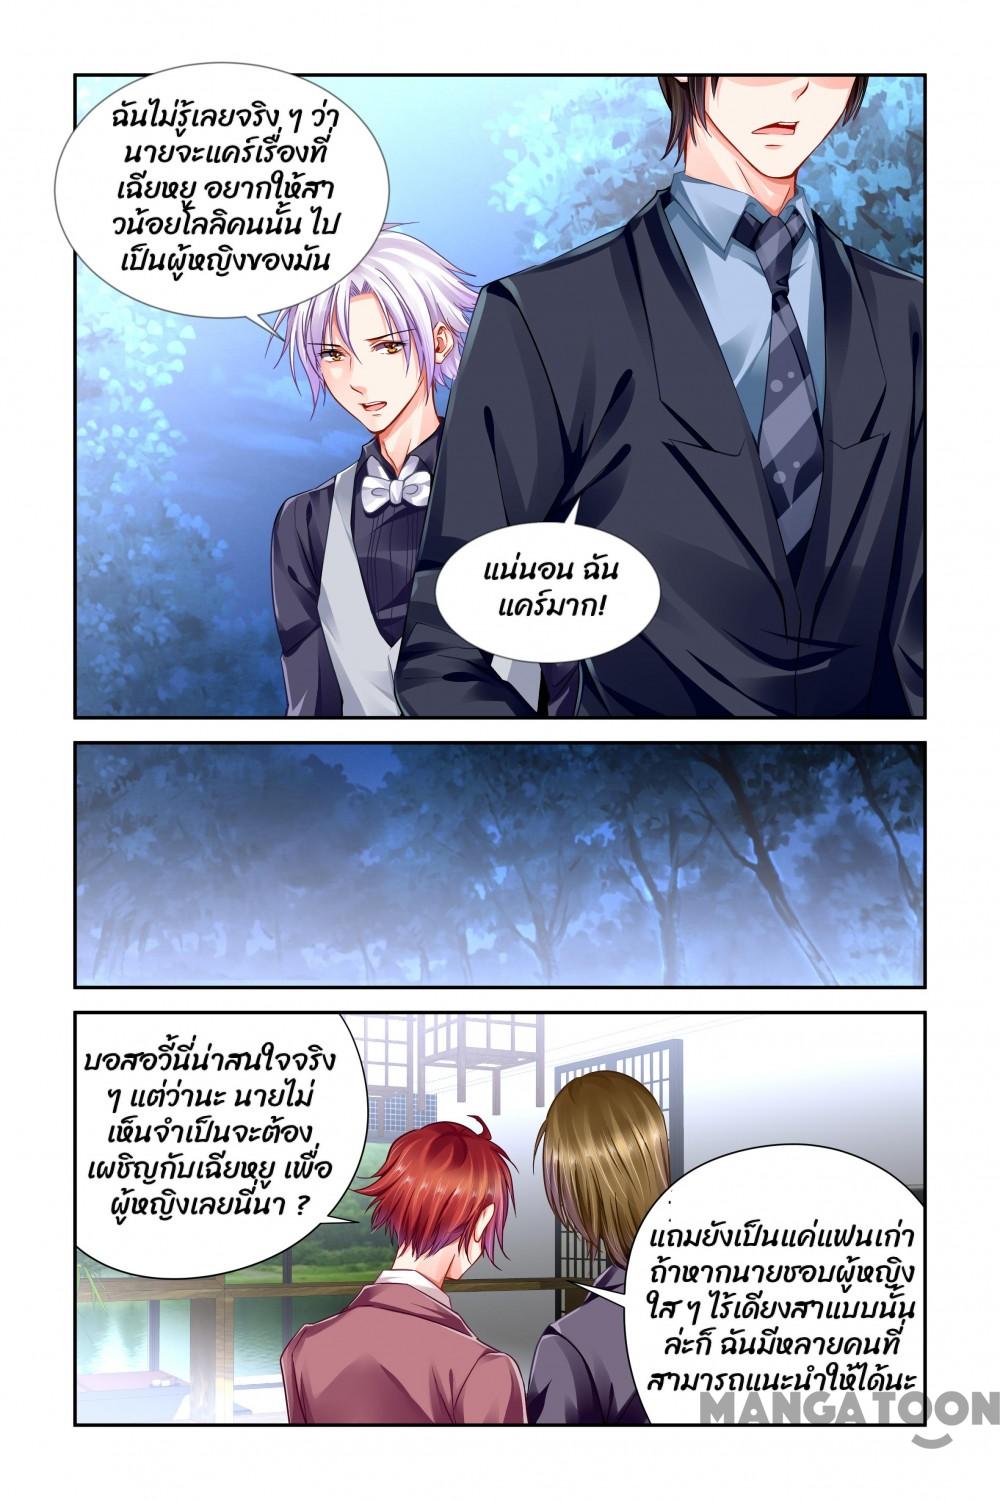 ฉันไม่รู้เลยจริง ๆ ว่า
นายจะแคร์เรื่องที่
เฉียหยู อยากให้สา
วน้อยโลลิคนนั้น ไป
เป็นผู้หญิงของมัน
แน่นอน ฉัน
แคร์มาก!
บอสอวี้นี่น่าสนใจจริง
ๆ แต่ว่านะ นายไม่
เห็นจำเป็นจะต้อง
เผชิญกับเฉียหยู เพื่อ
ผู้หญิงเลยนี่นา ?
แถมยังเป็นแค่แฟนเก่า
ถ้าหากนายชอบผู้หญิง
ใส ๆ ไร้เดียงสาแบบนั้น
ล่ะก็ ฉันมีหลายคนที่
สามารถแนะนำให้ได้นะ
MANGATOON